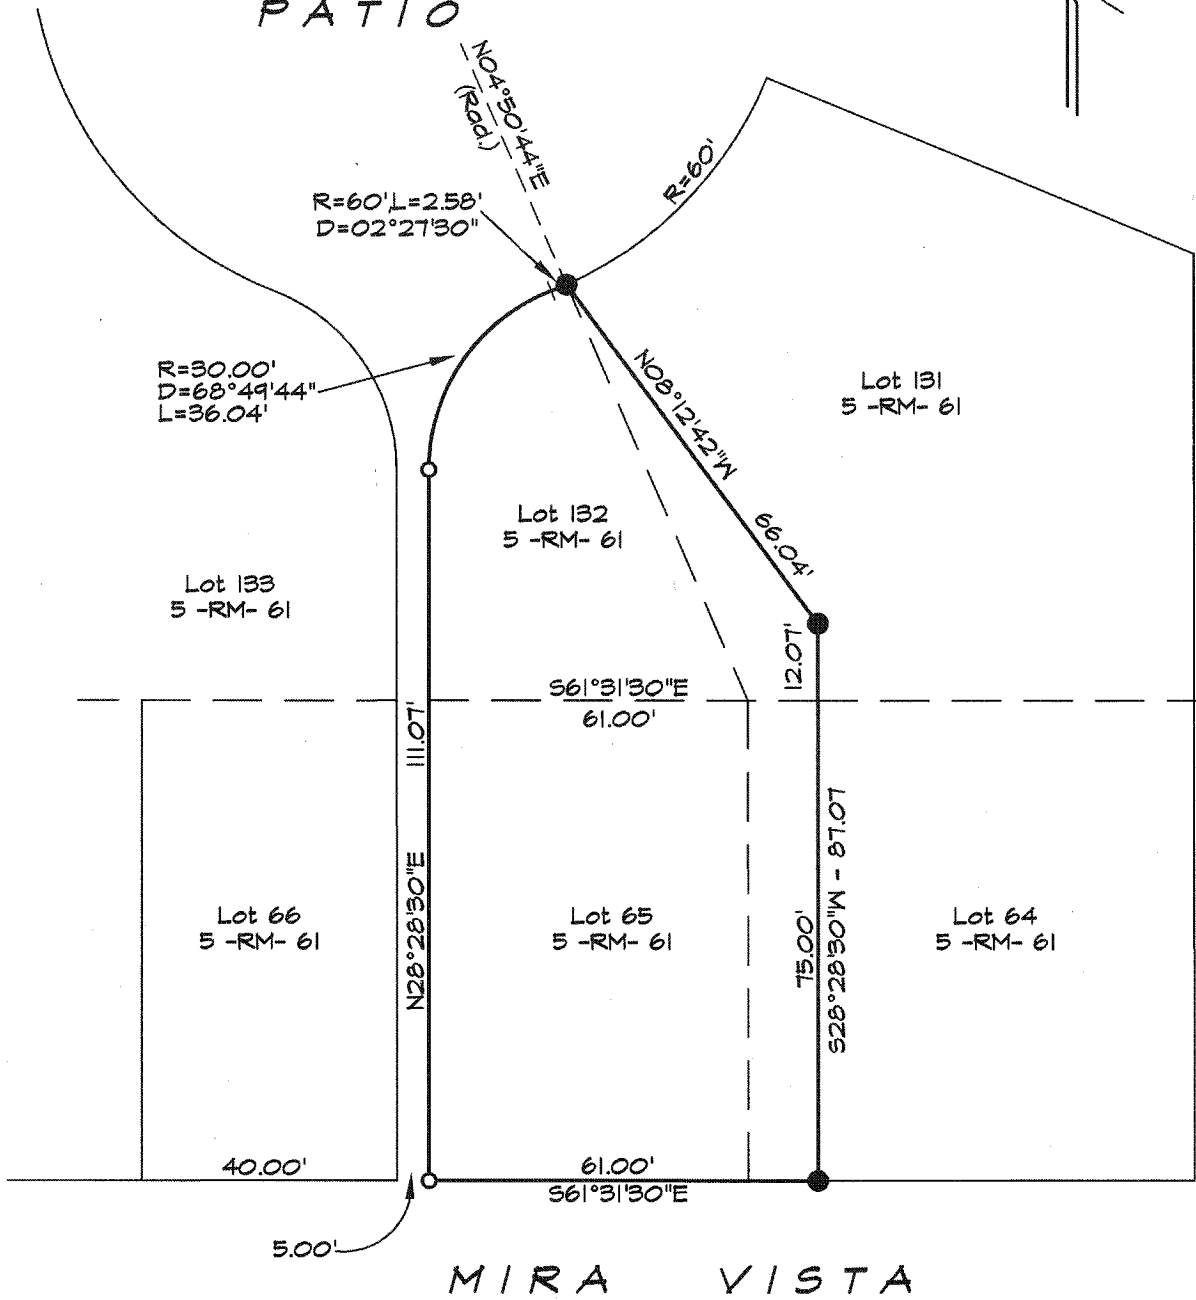 PATIO
N04°50'44"E
(Rad.)
R=60'
R=60',L=2.58'
D=02°27'30"
R=30.00'
D=68°49'44"
L=36.04'
N08°12'42"W
66.04'
Lot 131
5 -RM- 61
Lot 132
5 -RM- 61
Lot 133
5 -RM- 61
12.07'
S61°31'30"E
61.00'
111.07'
N28°28'30"E
75.00'
S28°28'30"W - 87.07
Lot 66
5 -RM- 61
Lot 65
5 -RM- 61
Lot 64
5 -RM- 61
40.00'
61.00'
S61°31'30"E
5.00'
MIRA VISTA